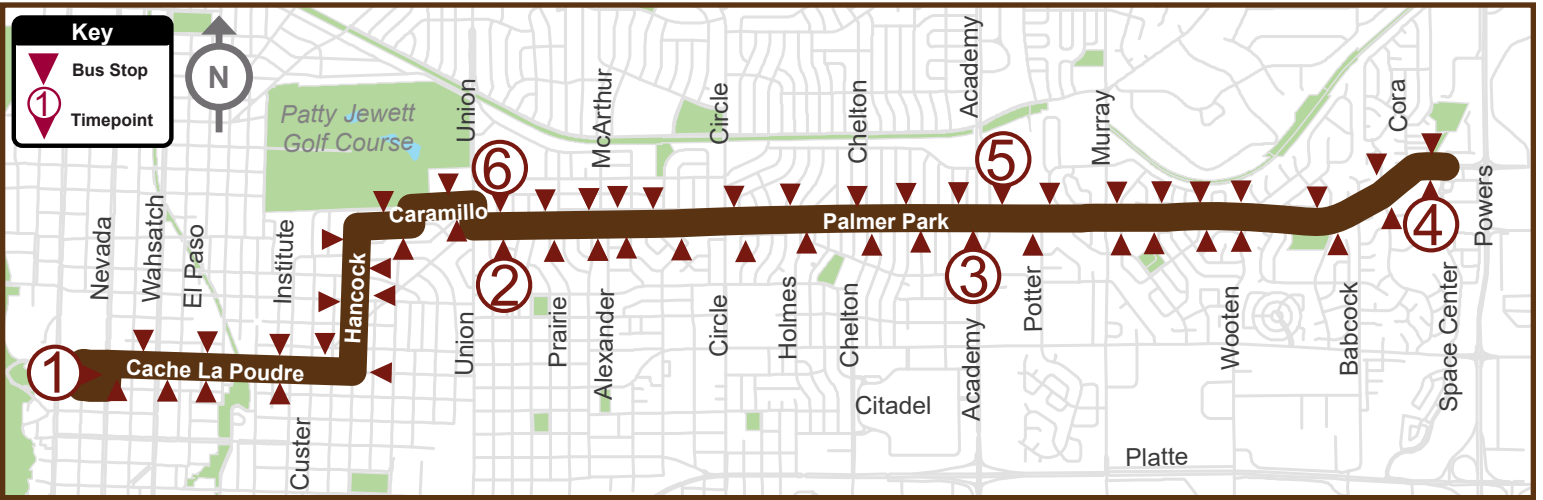 Key
Bus Stop
1
Timepoint
N
Patty Jewett
Golf Course
Union
McArthur
Circle
Chelton
Academy
Murray
Cora
Powers
6
5
Caramillo
Palmer Park
4
Nevada
Wahsatch
El Paso
Institute
Hancock
2
3
Union
Prairie
Alexander
Circle
Holmes
Chelton
Academy
Potter
Wooten
Babcock
Space Center
1
Cache La Poudre
Custer
Citadel
Platte